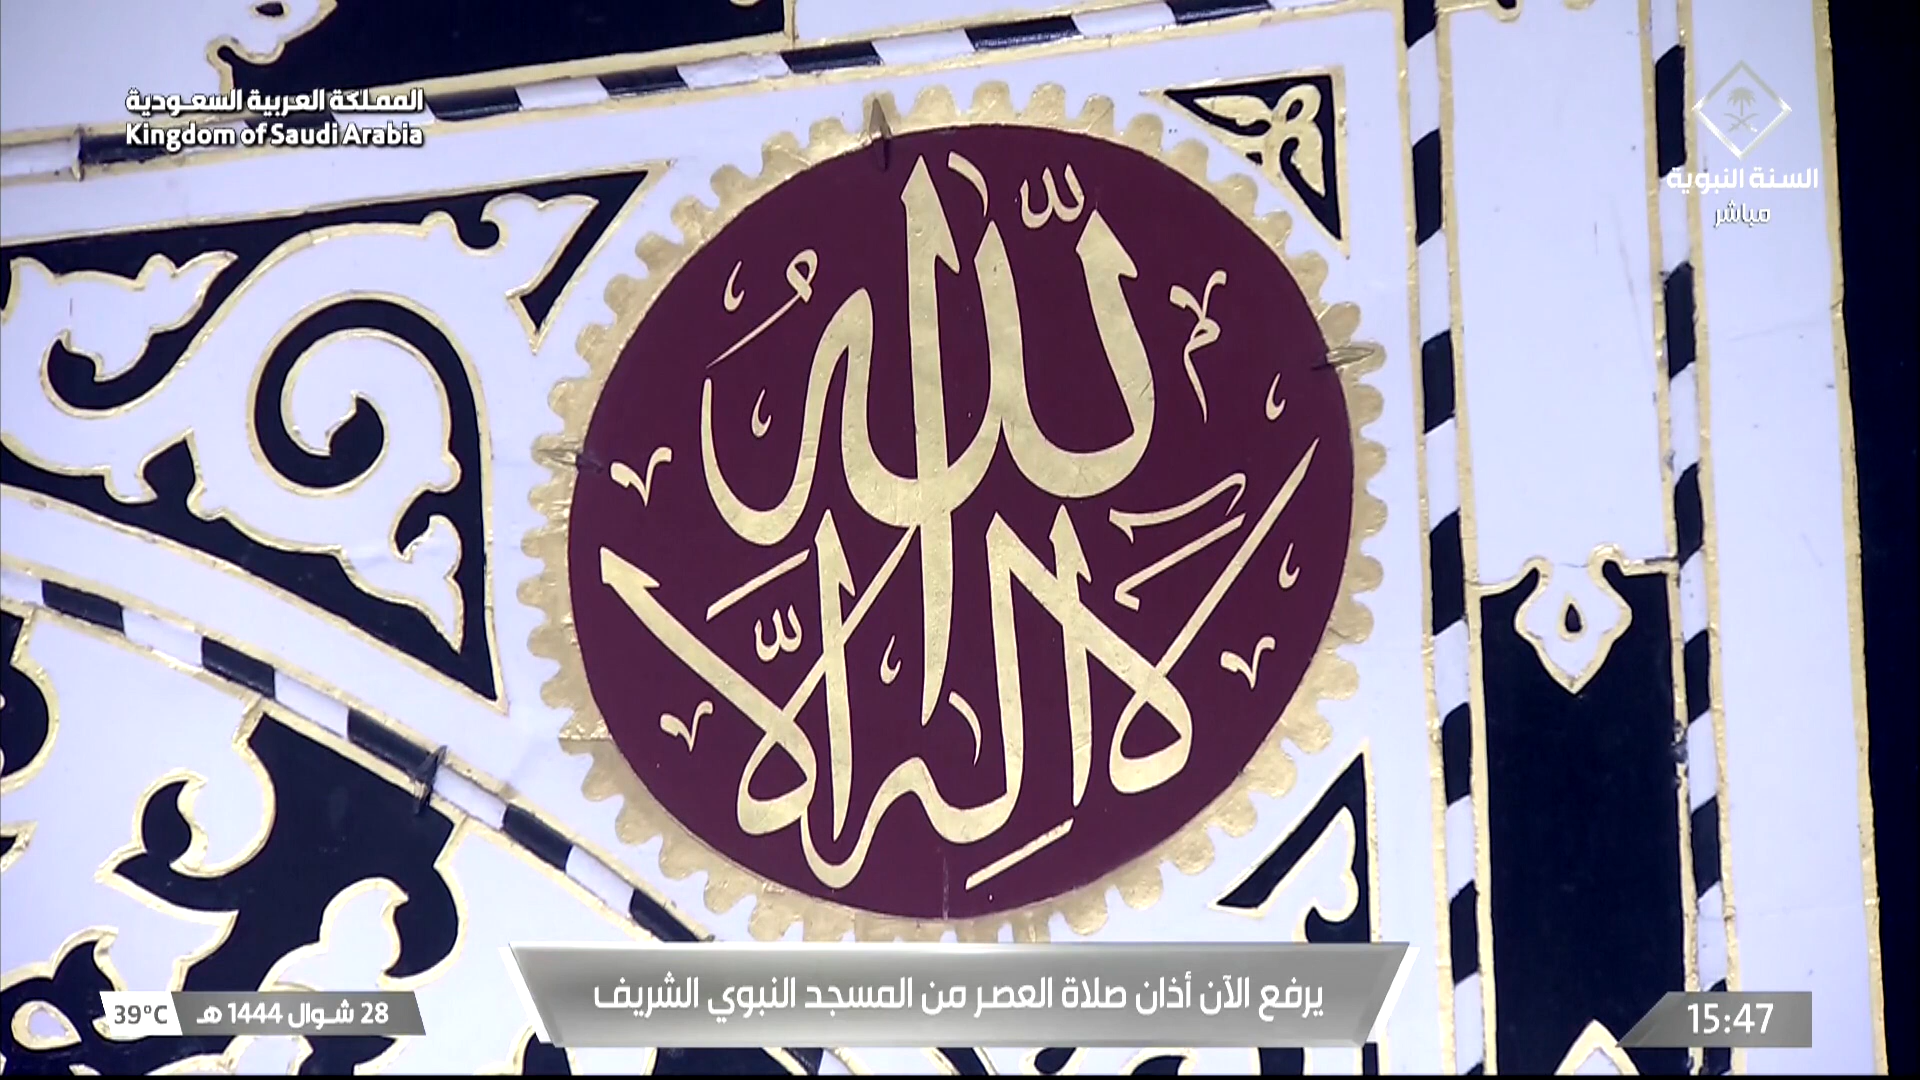 المملكة العربية السعودية
Kingdom of Saudi Arabia
السنة النبوية
مباشر
لا إله إلا الله
يرفع الآن أذان صلاة العصر من المسجد النبوي الشريف
39°C
28 شوال 1444 هـ
15:47